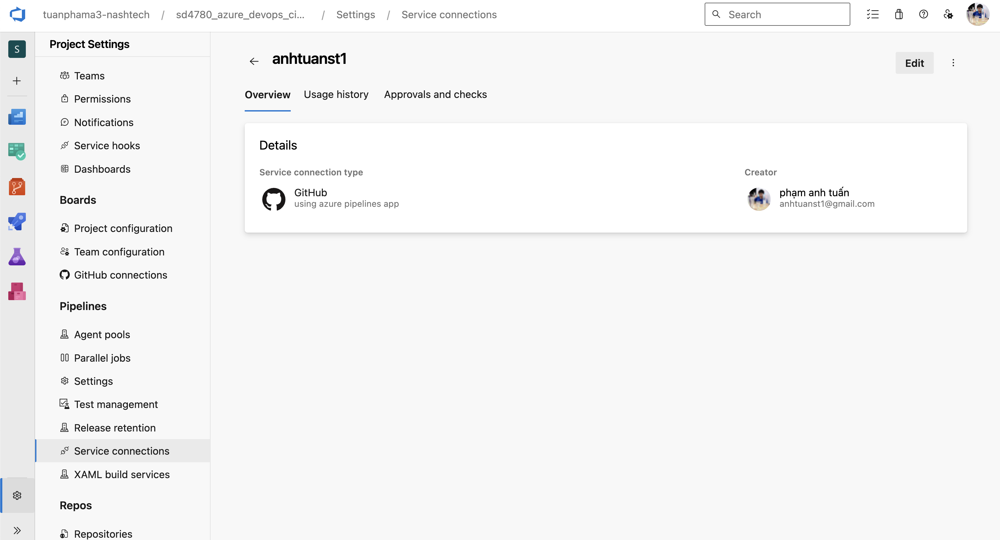 tuanphama3-nashtech / sd4780_azure_devops_ci... / Settings / Service connections
Search
S
Project Settings
Teams
Permissions
Notifications
Service hooks
Dashboards
Boards
Project configuration
Team configuration
GitHub connections
Pipelines
Agent pools
Parallel jobs
Settings
Test management
Release retention
Service connections
XAML build services
Repos
Repositories
anhtuanst1
Edit
Overview Usage history Approvals and checks
Details
Service connection type
GitHub
using azure pipelines app
Creator
phạm anh tuấn
anhtuanst1@gmail.com